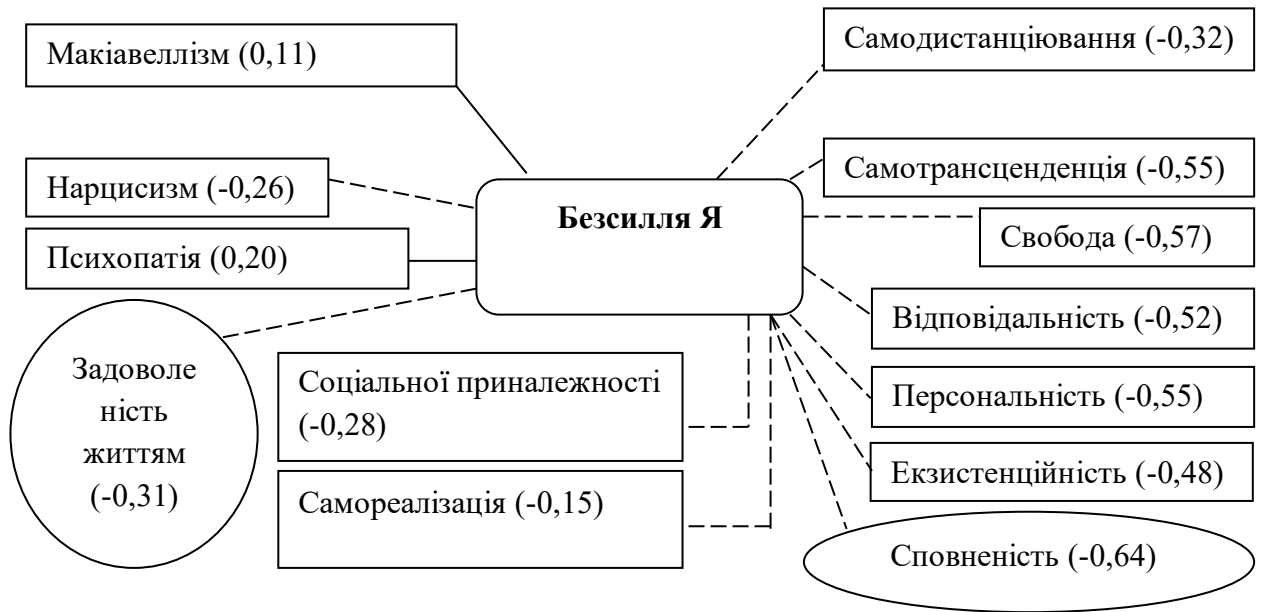 Макіавеллізм (0,11)
Самодистанціювання (-0,32)
Нарцисизм (-0,26)
Самотрансценденція (-0,55)
Безсилля Я
Свобода (-0,57)
Психопатія (0,20)
Відповідальність (-0,52)
Задоволе
ність
життям
(-0,31)
Соціальної приналежності
(-0,28)
Персональність (-0,55)
Екзистенційність (-0,48)
Самореалізація (-0,15)
Сповненість (-0,64)